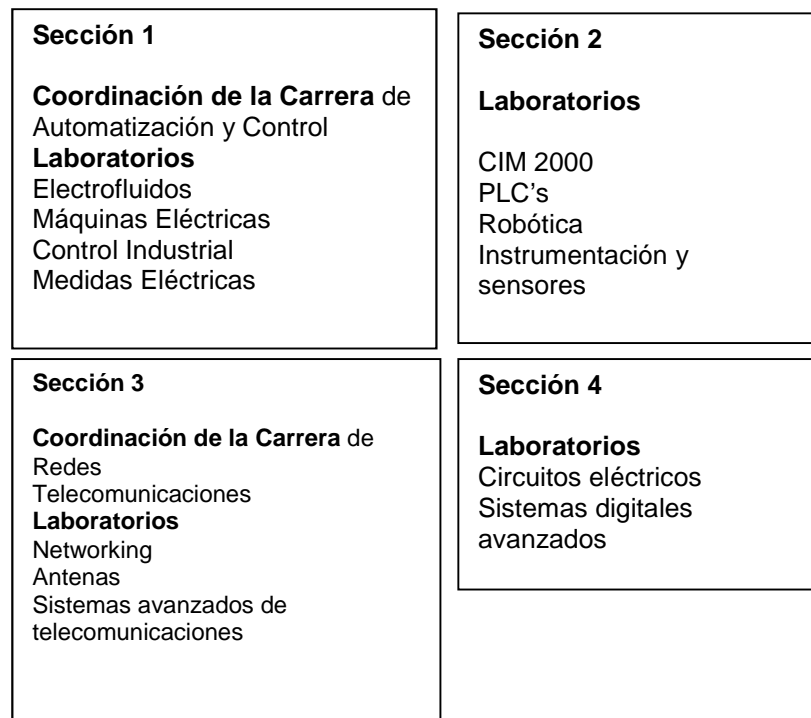 Sección 1
Coordinación de la Carrera de
Automatización y Control
Laboratorios
Electrofluidos
Máquinas Eléctricas
Control Industrial
Medidas Eléctricas
Sección 2
Laboratorios
CIM 2000
PLC’s
Robótica
Instrumentación y
sensores
Sección 3
Coordinación de la Carrera de
Redes
Telecomunicaciones
Laboratorios
Networking
Antenas
Sistemas avanzados de
telecomunicaciones
Sección 4
Laboratorios
Circuitos eléctricos
Sistemas digitales
avanzados